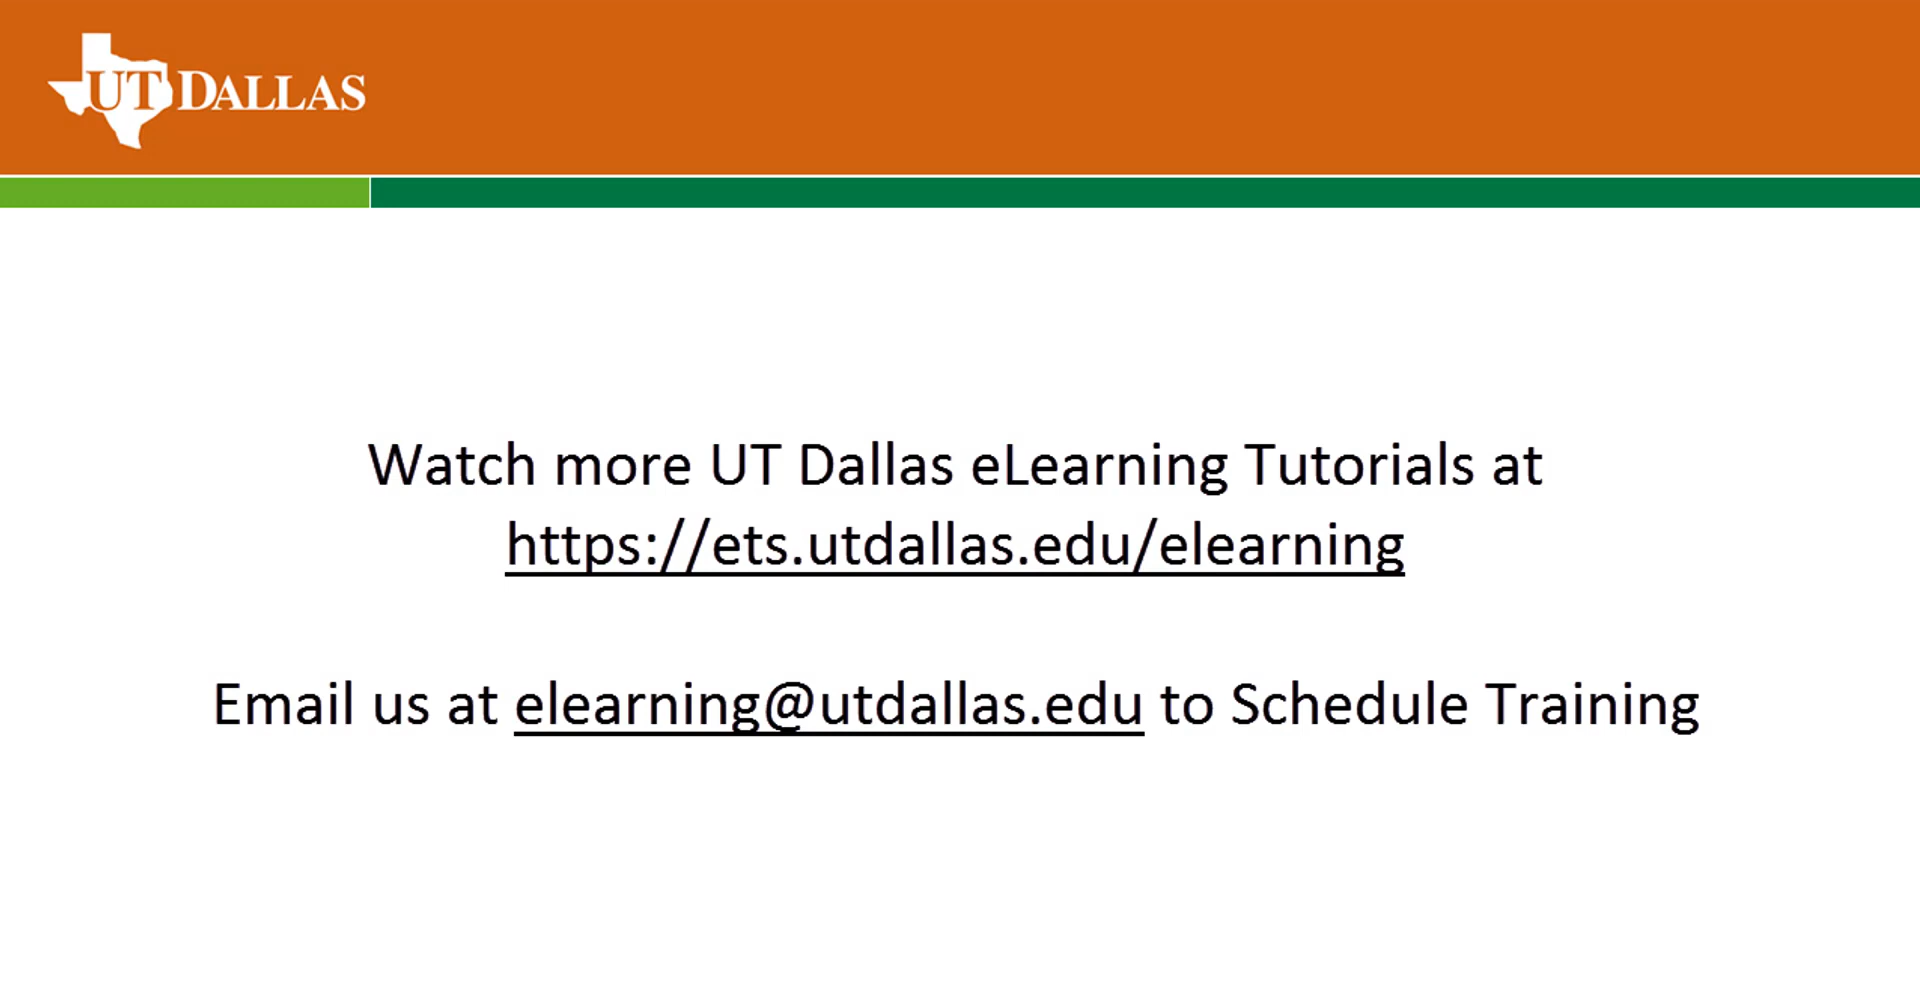 UT DALLAS
Watch more UT Dallas eLearning Tutorials at
https://ets.utdallas.edu/elearning
Email us at elearning@utdallas.edu to Schedule Training